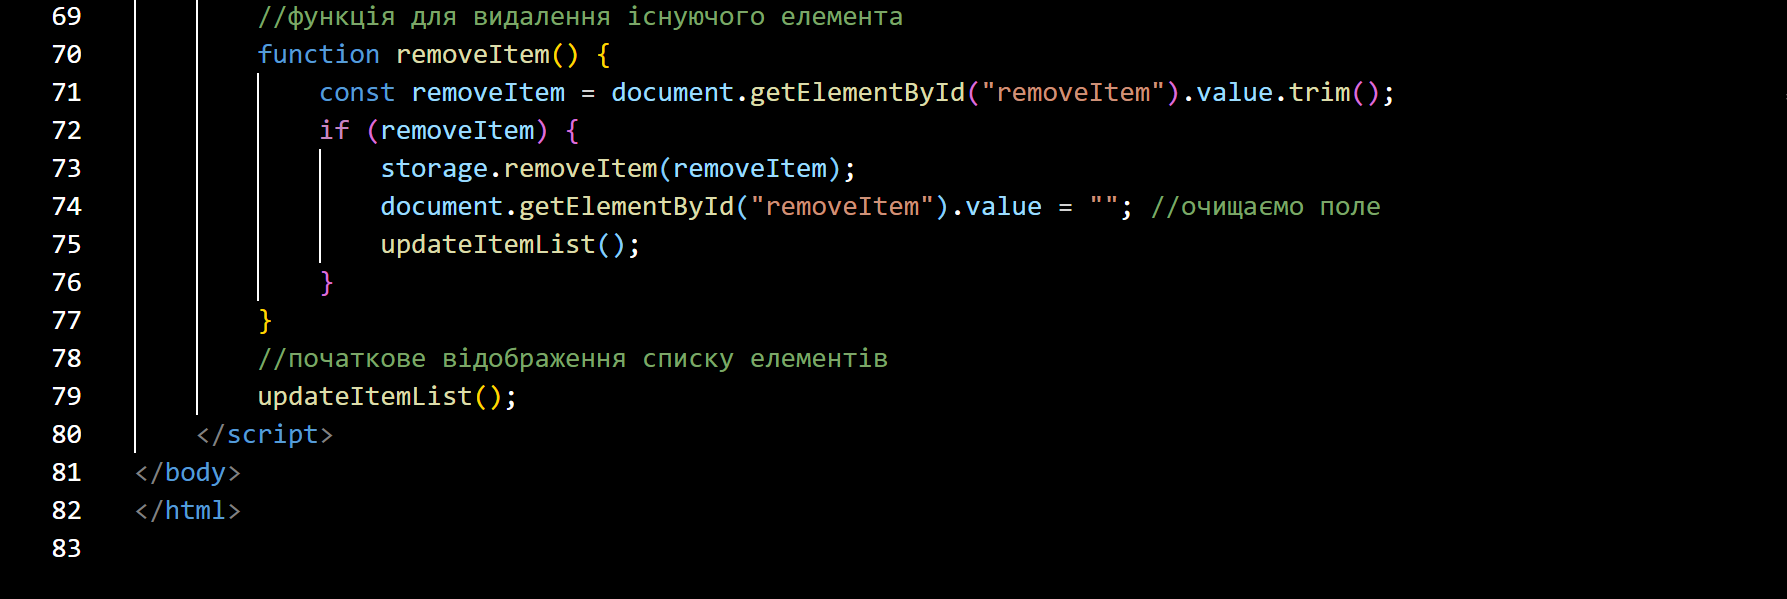 69 //функція для видалення існуючого елемента
70 function removeItem() {
71 const removeItem = document.getElementById("removeItem").value.trim();
72 if (removeItem) {
73 storage.removeItem(removeItem);
74 document.getElementById("removeItem").value = ""; //очищаємо поле
75 updateItemList();
76 }
77 }
78 //початкове відображення списку елементів
79 updateItemList();
80 </script>
81 </body>
82 </html>
83